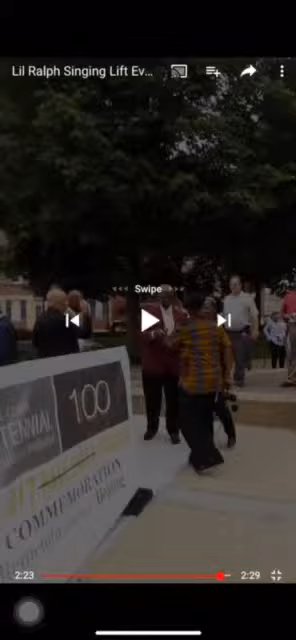 Lil Ralph Singing Lift Ev...
<<< Swipe >>>
100
TENNIAL
COMMEMORATION
2:23
2:29